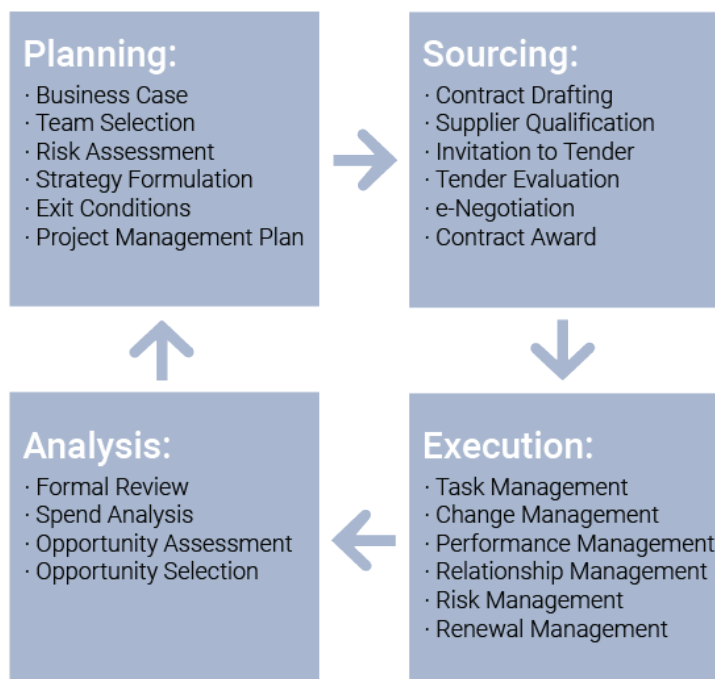 Planning:
· Business Case
· Team Selection
· Risk Assessment
· Strategy Formulation
· Exit Conditions
· Project Management Plan
Sourcing:
· Contract Drafting
· Supplier Qualification
· Invitation to Tender
· Tender Evaluation
· e-Negotiation
· Contract Award
Analysis:
· Formal Review
· Spend Analysis
· Opportunity Assessment
· Opportunity Selection
Execution:
· Task Management
· Change Management
· Performance Management
· Relationship Management
· Risk Management
· Renewal Management